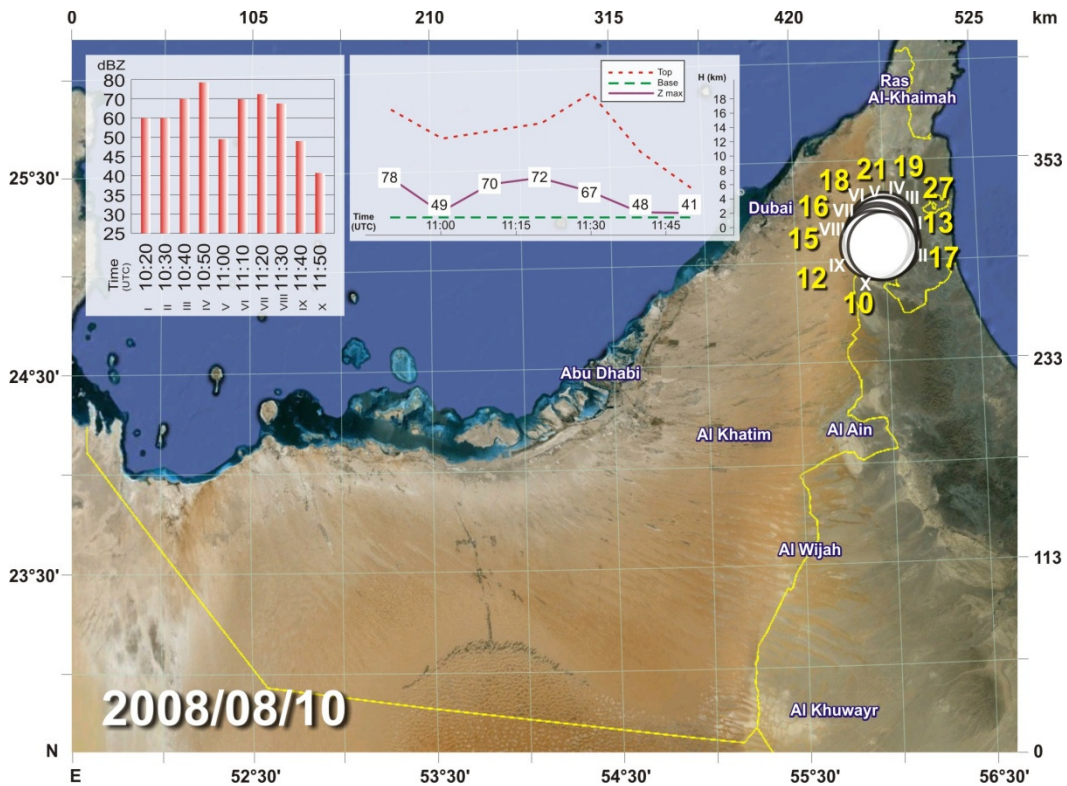 0 105 210 315 420 525 km
dBZ
80
70
60
50
45
40
35
30
25
Time
(UTC)
10:20
10:30
10:40
10:50
11:00
11:10
11:20
11:30
11:40
11:50
I
II
III
IV
V
VI
VII
VIII
IX
X
Top
Base
Z max
H (km)
18
16
14
12
10
8
6
4
2
0
78 49 70 72 67 48 41
Time
(UTC)
11:00 11:15 11:30 11:45
Ras
Al-Khaimah
25°30'
353
Dubai
21 19
18 27
16 13
15 17
12
10
VI V IV III
VII I
VIII II
IX
X
24°30'
233
Abu Dhabi
Al Khatim
Al Ain
Al Wijah
23°30'
113
2008/08/10
Al Khuwayr
N
0
E 52°30' 53°30' 54°30' 55°30' 56°30'